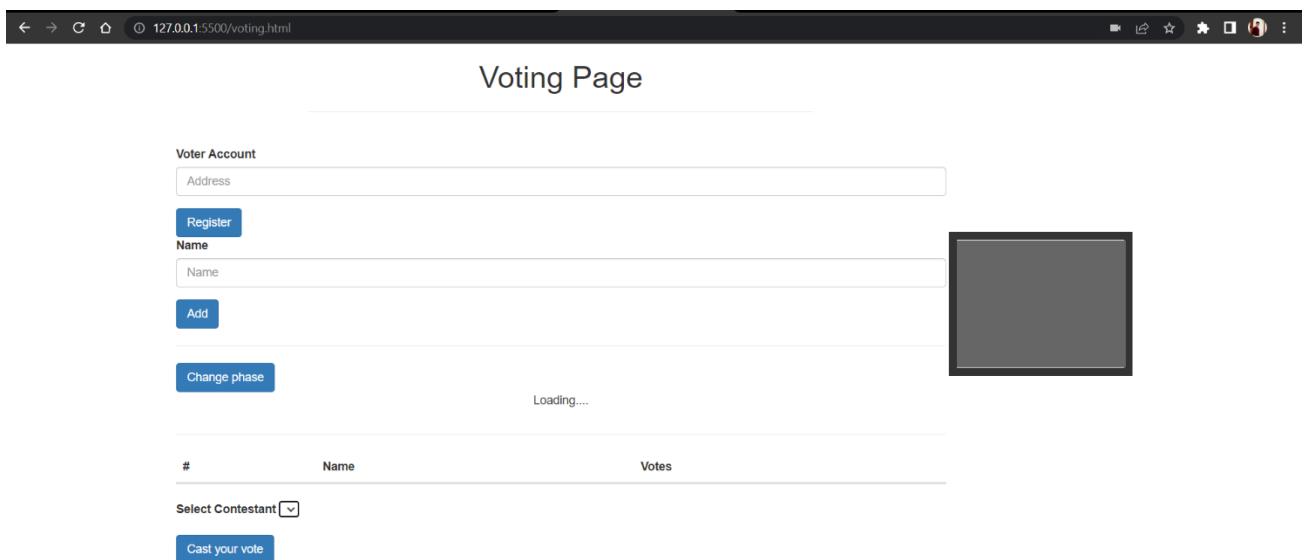 127.0.0.1:5500/voting.html
Voting Page
Voter Account
Address
Register
Name
Name
Add
Change phase
Loading....
# Name Votes
Select Contestant
Cast your vote